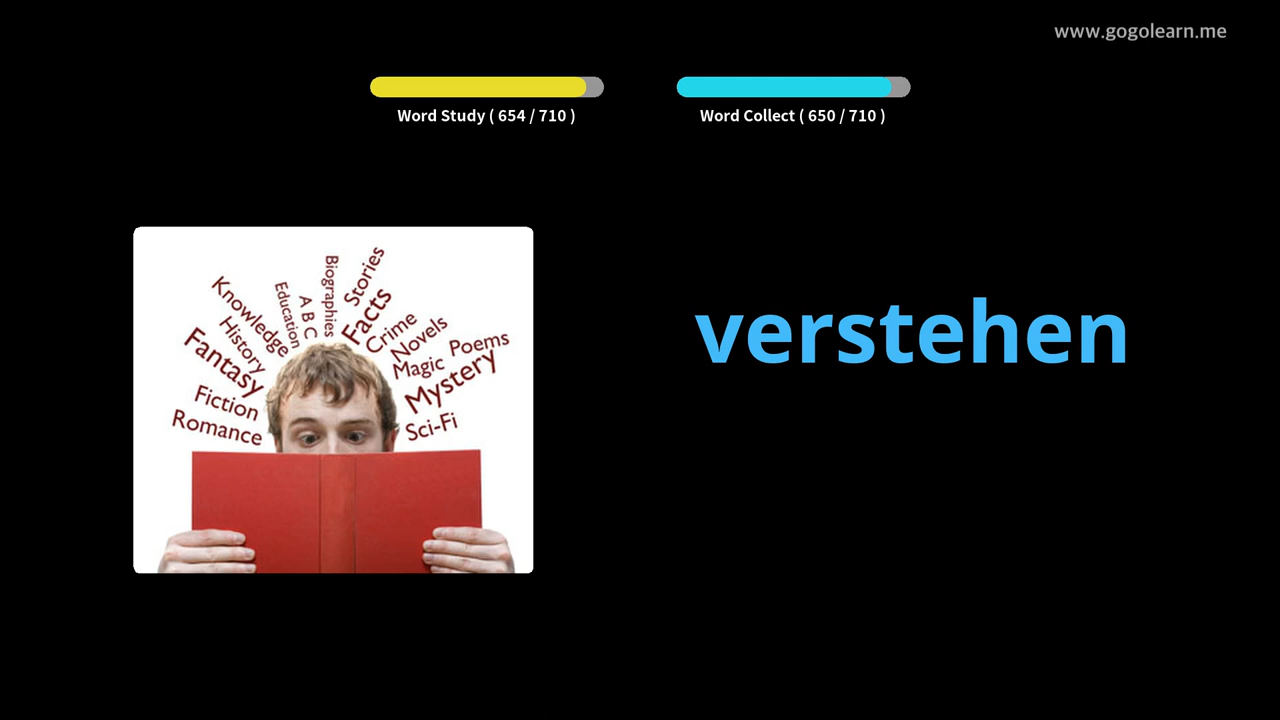 www.gogolearn.me
Word Study ( 654 / 710 )
Word Collect ( 650 / 710 )
verstehen
Romance
Fiction
Fantasy
History
Knowledge
Education
A B C
Biographies
Stories
Facts
Crime
Novels
Magic
Poems
Mystery
Sci-Fi